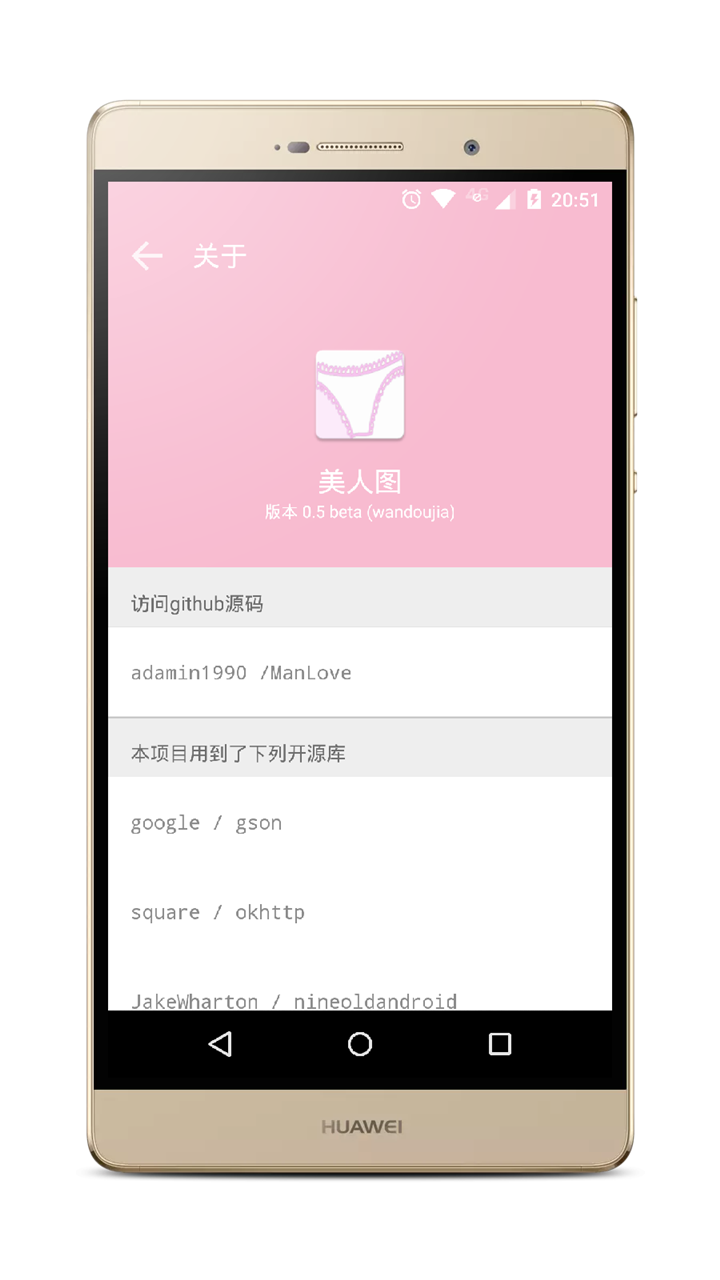 4G 20:51
关于
美人图
版本 0.5 beta (wandoujia)
访问github源码
adamin1990 /ManLove
本项目用到了下列开源库
google / gson
square / okhttp
JakeWharton / nineoldandroid
HUAWEI